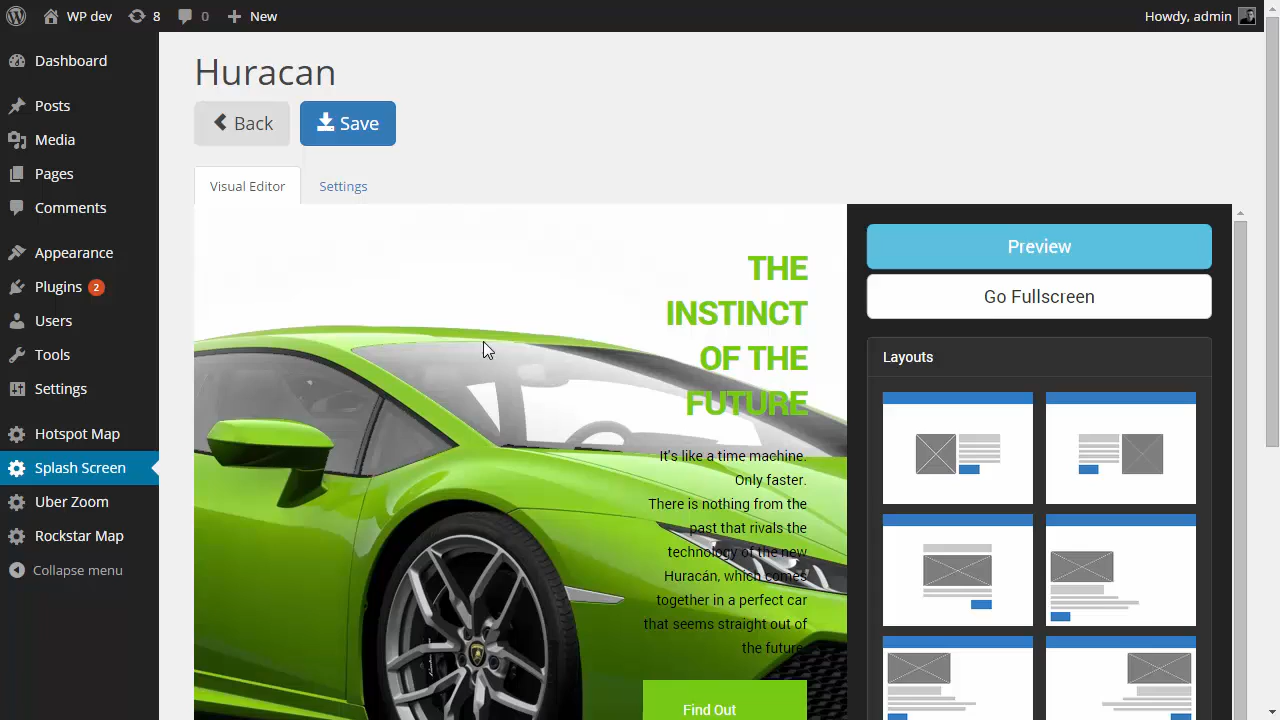 WP dev
8
0
New
Howdy, admin
Dashboard
Posts
Media
Pages
Comments
Appearance
Plugins 2
Users
Tools
Settings
Hotspot Map
Splash Screen
Uber Zoom
Rockstar Map
Collapse menu
Huracan
Back
Save
Visual Editor
Settings
THE
INSTINCT
OF THE
FUTURE
It's like a time machine.
Only faster.
There is nothing from the
past that rivals the
technology of the new
Huracán, which comes
together in a perfect car
that seems straight out of
the future.
Find Out
Preview
Go Fullscreen
Layouts